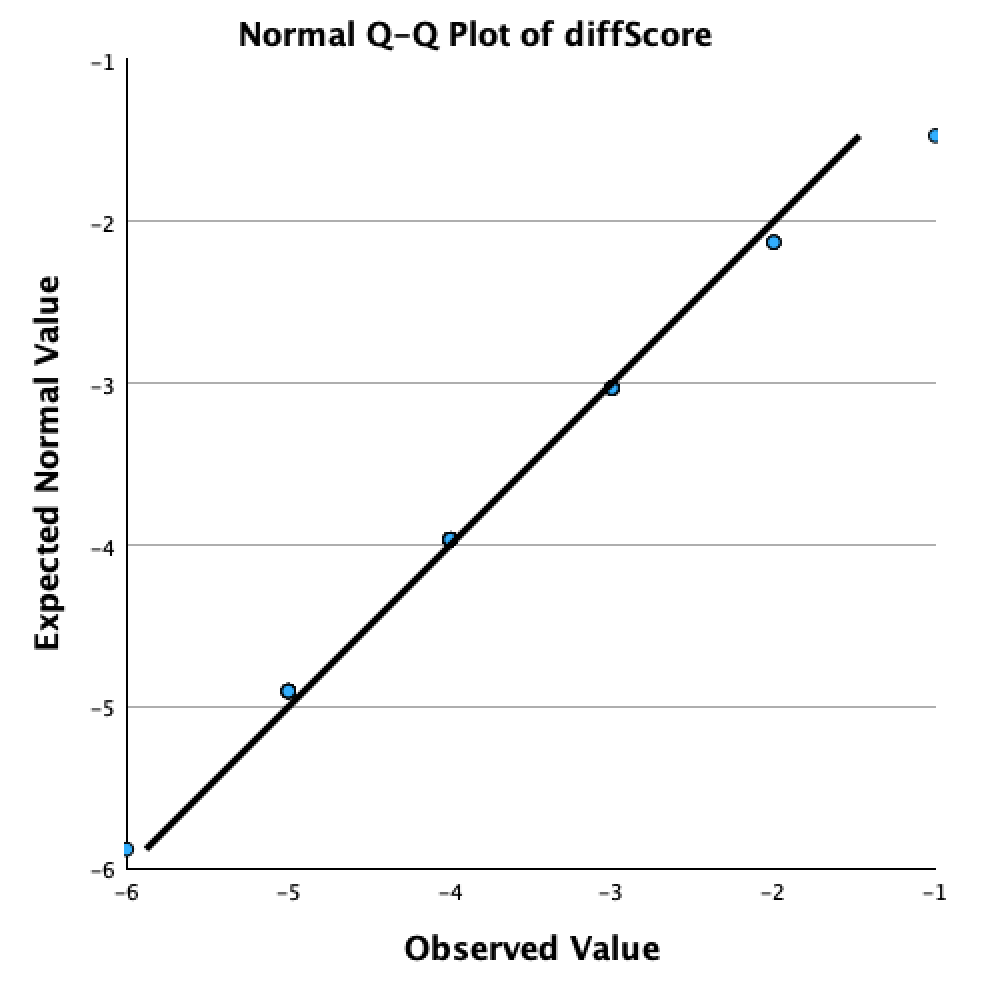 Normal Q–Q Plot of diffScore
Expected Normal Value
–1
–2
–3
–4
–5
–6
–6 –5 –4 –3 –2 –1
Observed Value